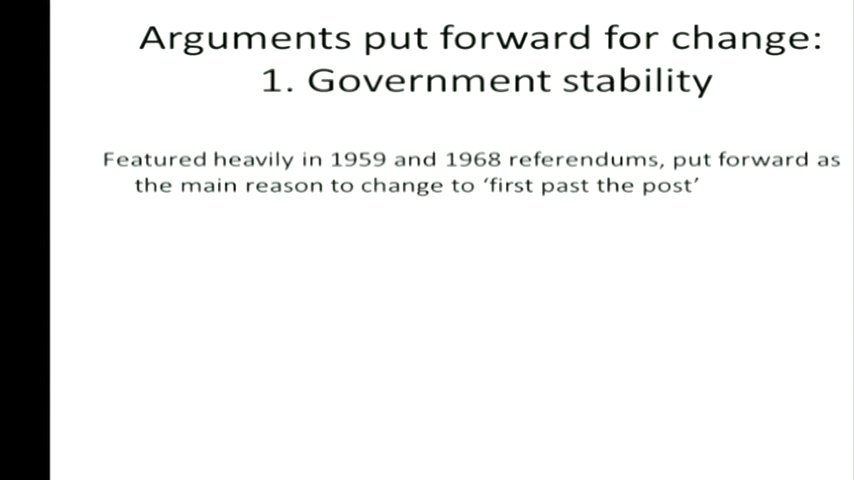 Arguments put forward for change:
1. Government stability
Featured heavily in 1959 and 1968 referendums, put forward as
the main reason to change to ‘first past the post’